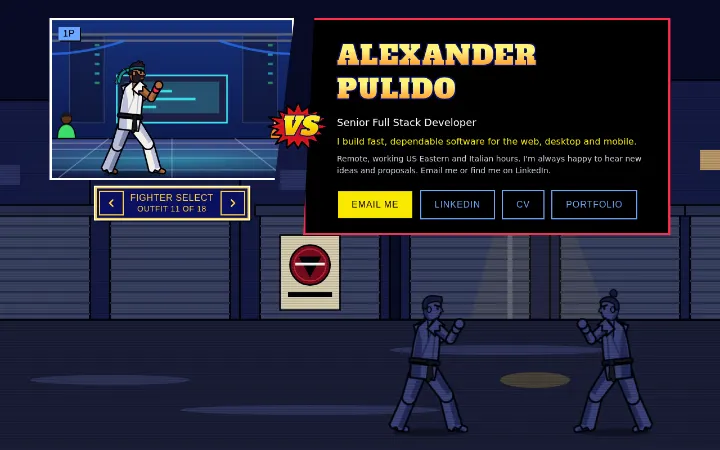 1P
ALEXANDER
PULIDO
VS
Senior Full Stack Developer
I build fast, dependable software for the web, desktop and mobile.
Remote, working US Eastern and Italian hours. I'm always happy to hear new
ideas and proposals. Email me or find me on LinkedIn.
EMAIL ME
LINKEDIN
CV
PORTFOLIO
FIGHTER SELECT
OUTFIT 11 OF 18